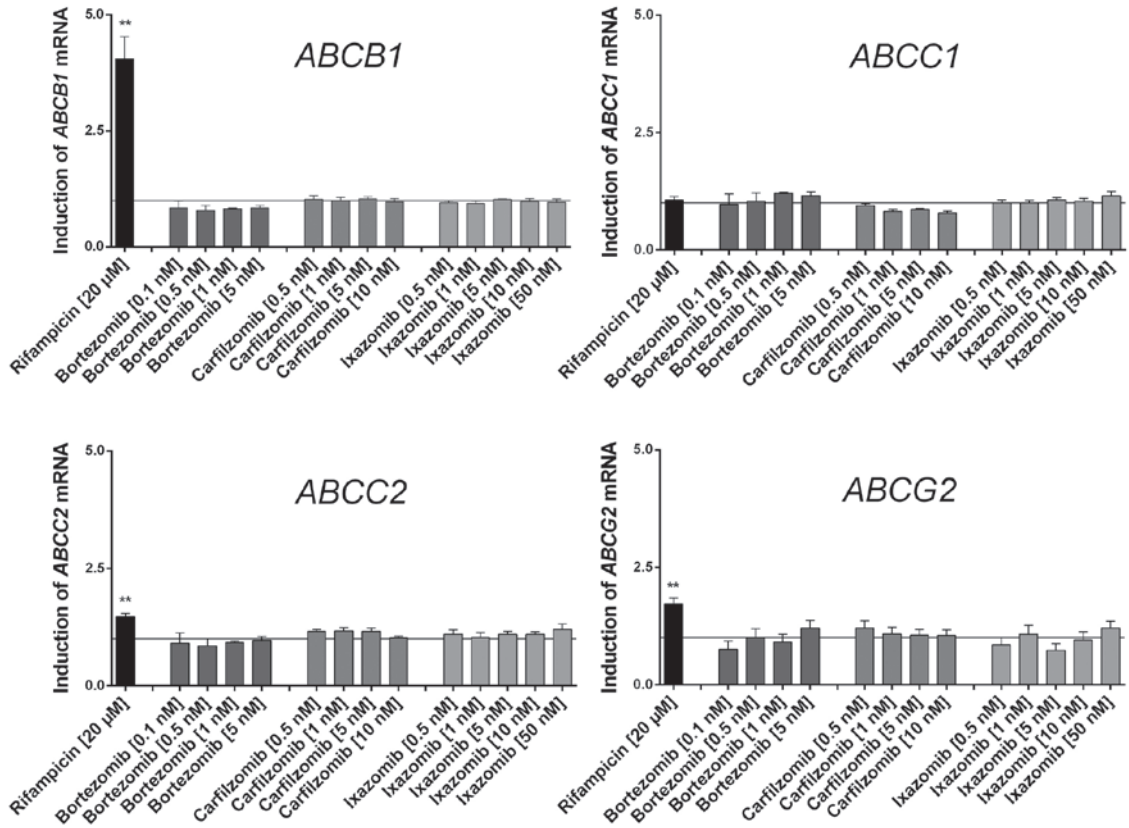 Induction of ABCB1 mRNA
5.0
2.5
0.0
**
ABCB1
Rifampicin [20 µM]
Bortezomib [0.1 nM]
Bortezomib [0.5 nM]
Bortezomib [1 nM]
Bortezomib [5 nM]
Carfilzomib [0.5 nM]
Carfilzomib [1 nM]
Carfilzomib [5 nM]
Carfilzomib [10 nM]
Ixazomib [0.5 nM]
Ixazomib [1 nM]
Ixazomib [5 nM]
Ixazomib [10 nM]
Ixazomib [50 nM]
Induction of ABCC1 mRNA
5.0
2.5
0.0
ABCC1
Rifampicin [20 µM]
Bortezomib [0.1 nM]
Bortezomib [0.5 nM]
Bortezomib [1 nM]
Bortezomib [5 nM]
Carfilzomib [0.5 nM]
Carfilzomib [1 nM]
Carfilzomib [5 nM]
Carfilzomib [10 nM]
Ixazomib [0.5 nM]
Ixazomib [1 nM]
Ixazomib [5 nM]
Ixazomib [10 nM]
Ixazomib [50 nM]
Induction of ABCC2 mRNA
5.0
2.5
0.0
**
ABCC2
Rifampicin [20 µM]
Bortezomib [0.1 nM]
Bortezomib [0.5 nM]
Bortezomib [1 nM]
Bortezomib [5 nM]
Carfilzomib [0.5 nM]
Carfilzomib [1 nM]
Carfilzomib [5 nM]
Carfilzomib [10 nM]
Ixazomib [0.5 nM]
Ixazomib [1 nM]
Ixazomib [5 nM]
Ixazomib [10 nM]
Ixazomib [50 nM]
Induction of ABCG2 mRNA
5.0
2.5
0.0
**
ABCG2
Rifampicin [20 µM]
Bortezomib [0.1 nM]
Bortezomib [0.5 nM]
Bortezomib [1 nM]
Bortezomib [5 nM]
Carfilzomib [0.5 nM]
Carfilzomib [1 nM]
Carfilzomib [5 nM]
Carfilzomib [10 nM]
Ixazomib [0.5 nM]
Ixazomib [1 nM]
Ixazomib [5 nM]
Ixazomib [10 nM]
Ixazomib [50 nM]